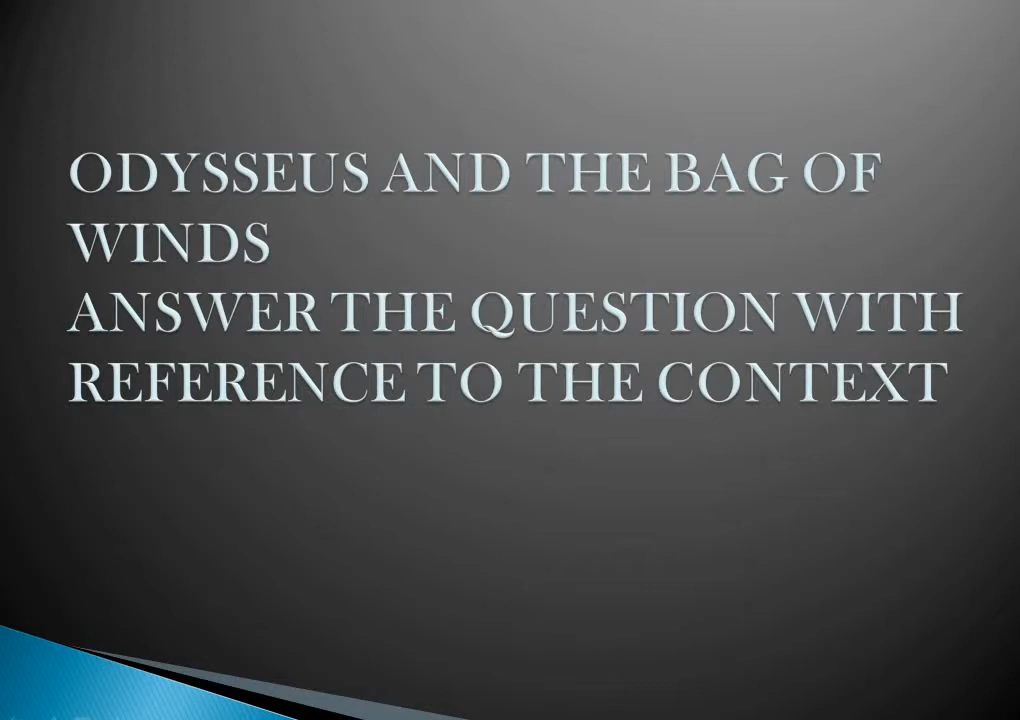 ODYSSEUS AND THE BAG OF
WINDS
ANSWER THE QUESTION WITH
REFERENCE TO THE CONTEXT